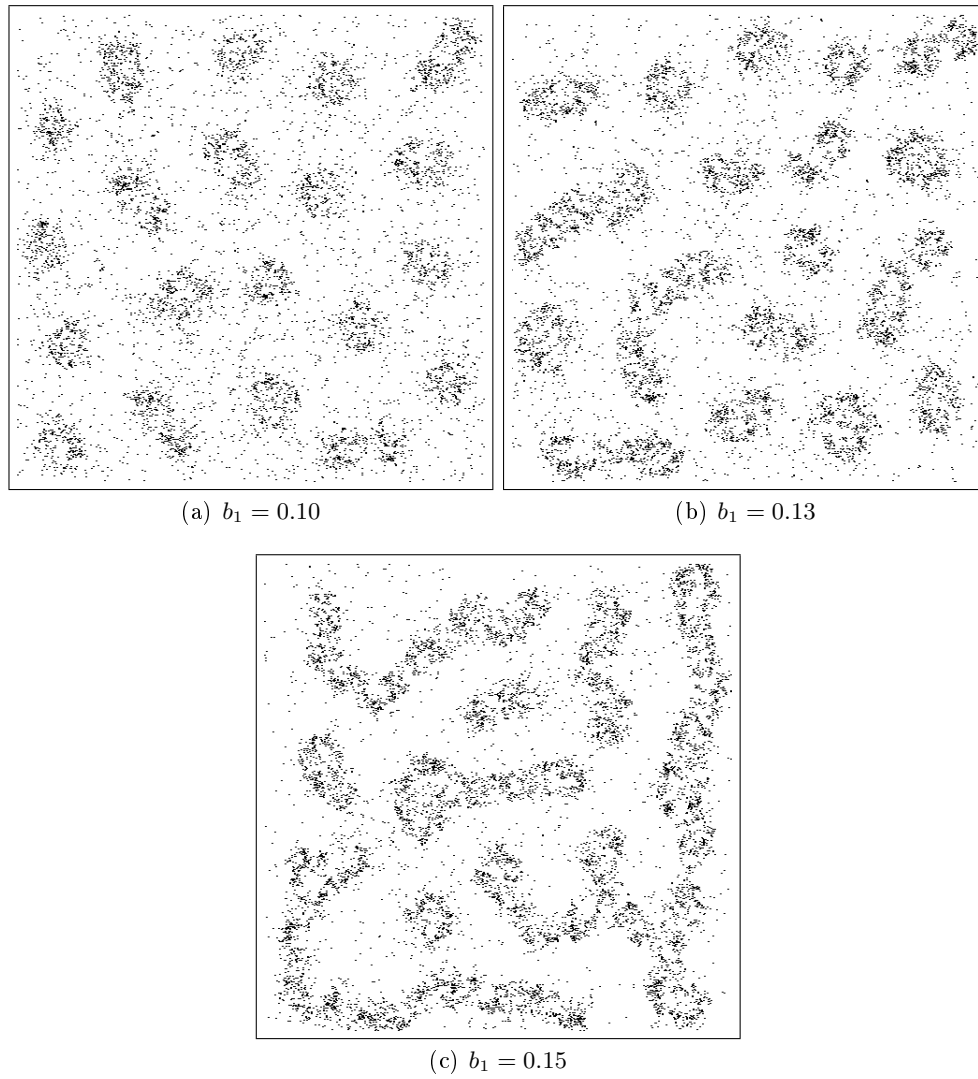 (a) b₁ = 0.10
(b) b₁ = 0.13
(c) b₁ = 0.15